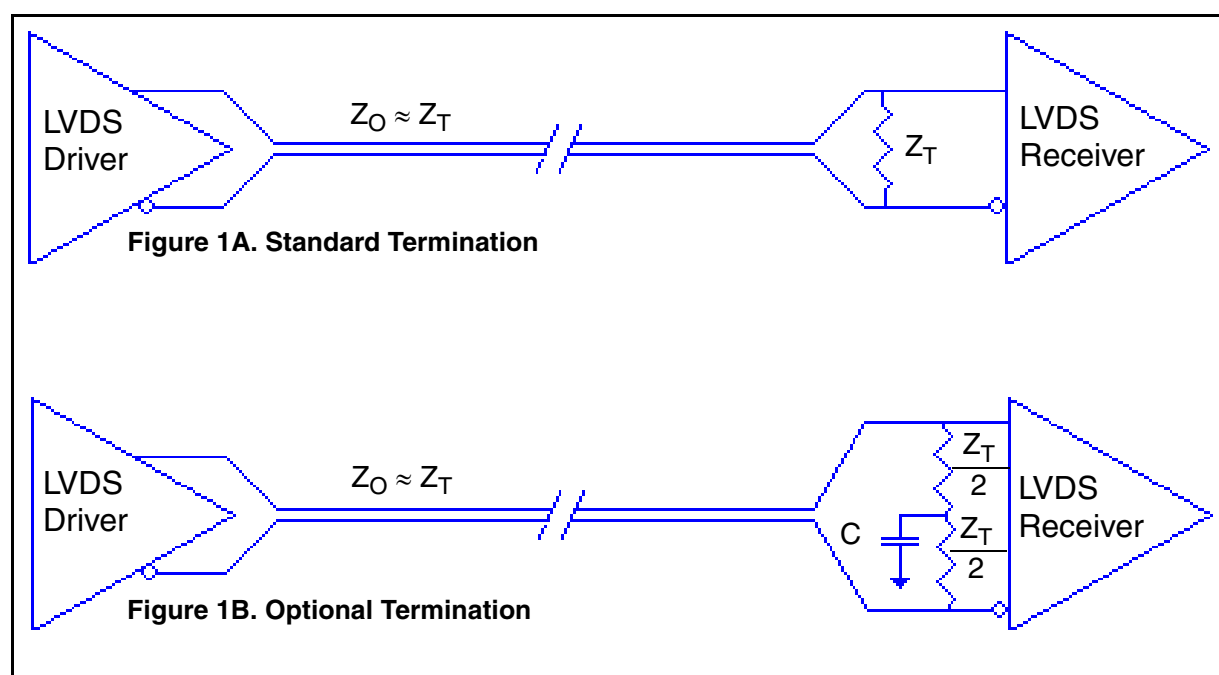 LVDS
Driver
Z_O ≈ Z_T
Z_T
LVDS
Receiver
Figure 1A. Standard Termination
LVDS
Driver
Z_O ≈ Z_T
C
Z_T
2
Z_T
2
LVDS
Receiver
Figure 1B. Optional Termination